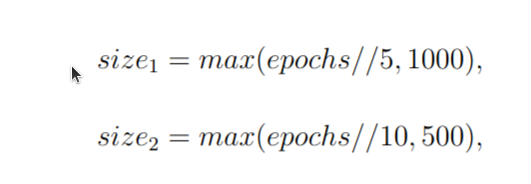 size₁ = max(epochs//5, 1000),
size₂ = max(epochs//10, 500),